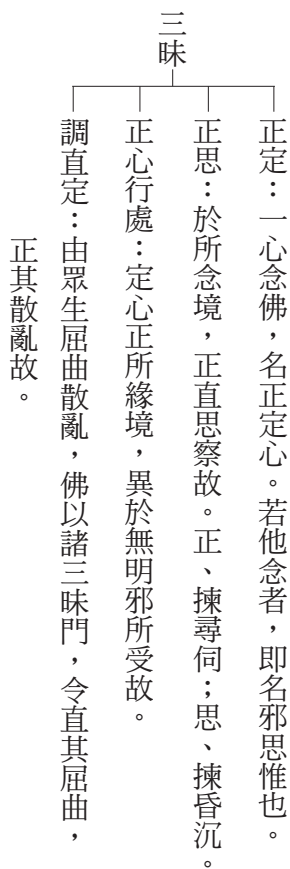 三昧
正定：一心念佛，名正定心。若他念者，即名邪思惟也。
正思：於所念境，正直思察故。正、揀尋伺；思、揀昏沉。
正心行處：定心正所緣境，異於無明邪所受故。
調直定：由眾生屈曲散亂，佛以諸三昧門，令直其屈曲，
正其散亂故。